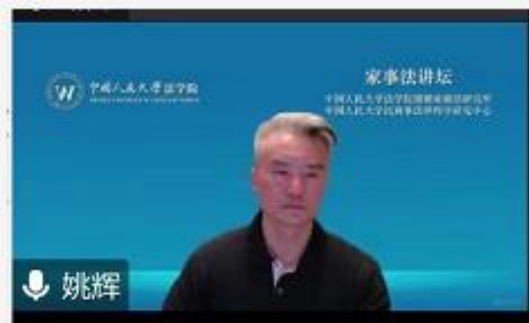 中国人民大学法学院
家事法讲坛
中国人民大学法学院婚姻家庭法研究所
中国人民大学民商事法律科学研究中心
姚辉